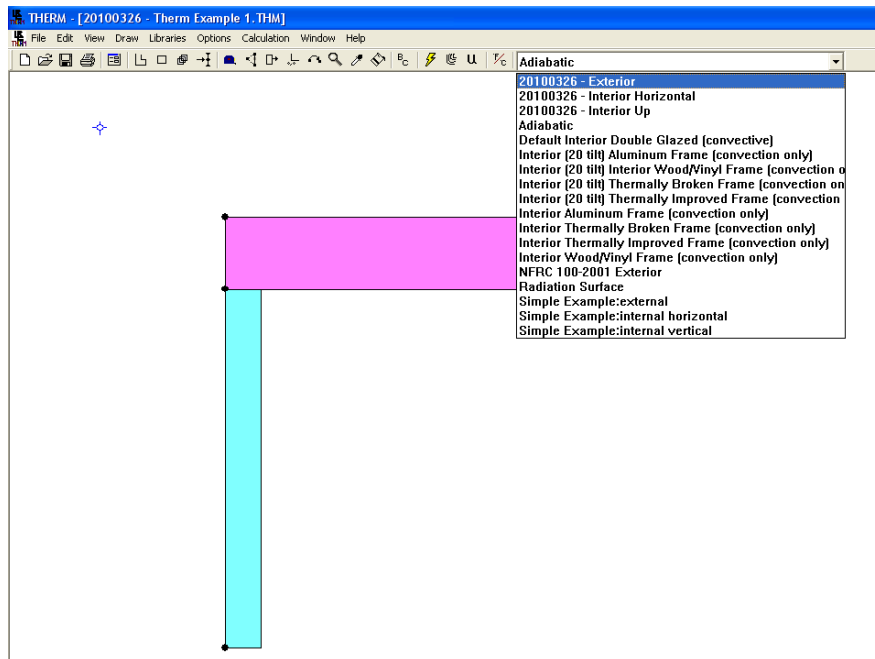 THERM - [20100326 - Therm Example 1.THM]
File Edit View Draw Libraries Options Calculation Window Help
Adiabatic
20100326 - Exterior
20100326 - Interior Horizontal
20100326 - Interior Up
Adiabatic
Default Interior Double Glazed (convective)
Interior (20 tilt) Aluminum Frame (convection only)
Interior (20 tilt) Interior Wood/Vinyl Frame (convection o
Interior (20 tilt) Thermally Broken Frame (convection on
Interior (20 tilt) Thermally Improved Frame (convection
Interior Aluminum Frame (convection only)
Interior Thermally Broken Frame (convection only)
Interior Thermally Improved Frame (convection only)
Interior Wood/Vinyl Frame (convection only)
NFRC 100-2001 Exterior
Radiation Surface
Simple Example:external
Simple Example:internal horizontal
Simple Example:internal vertical